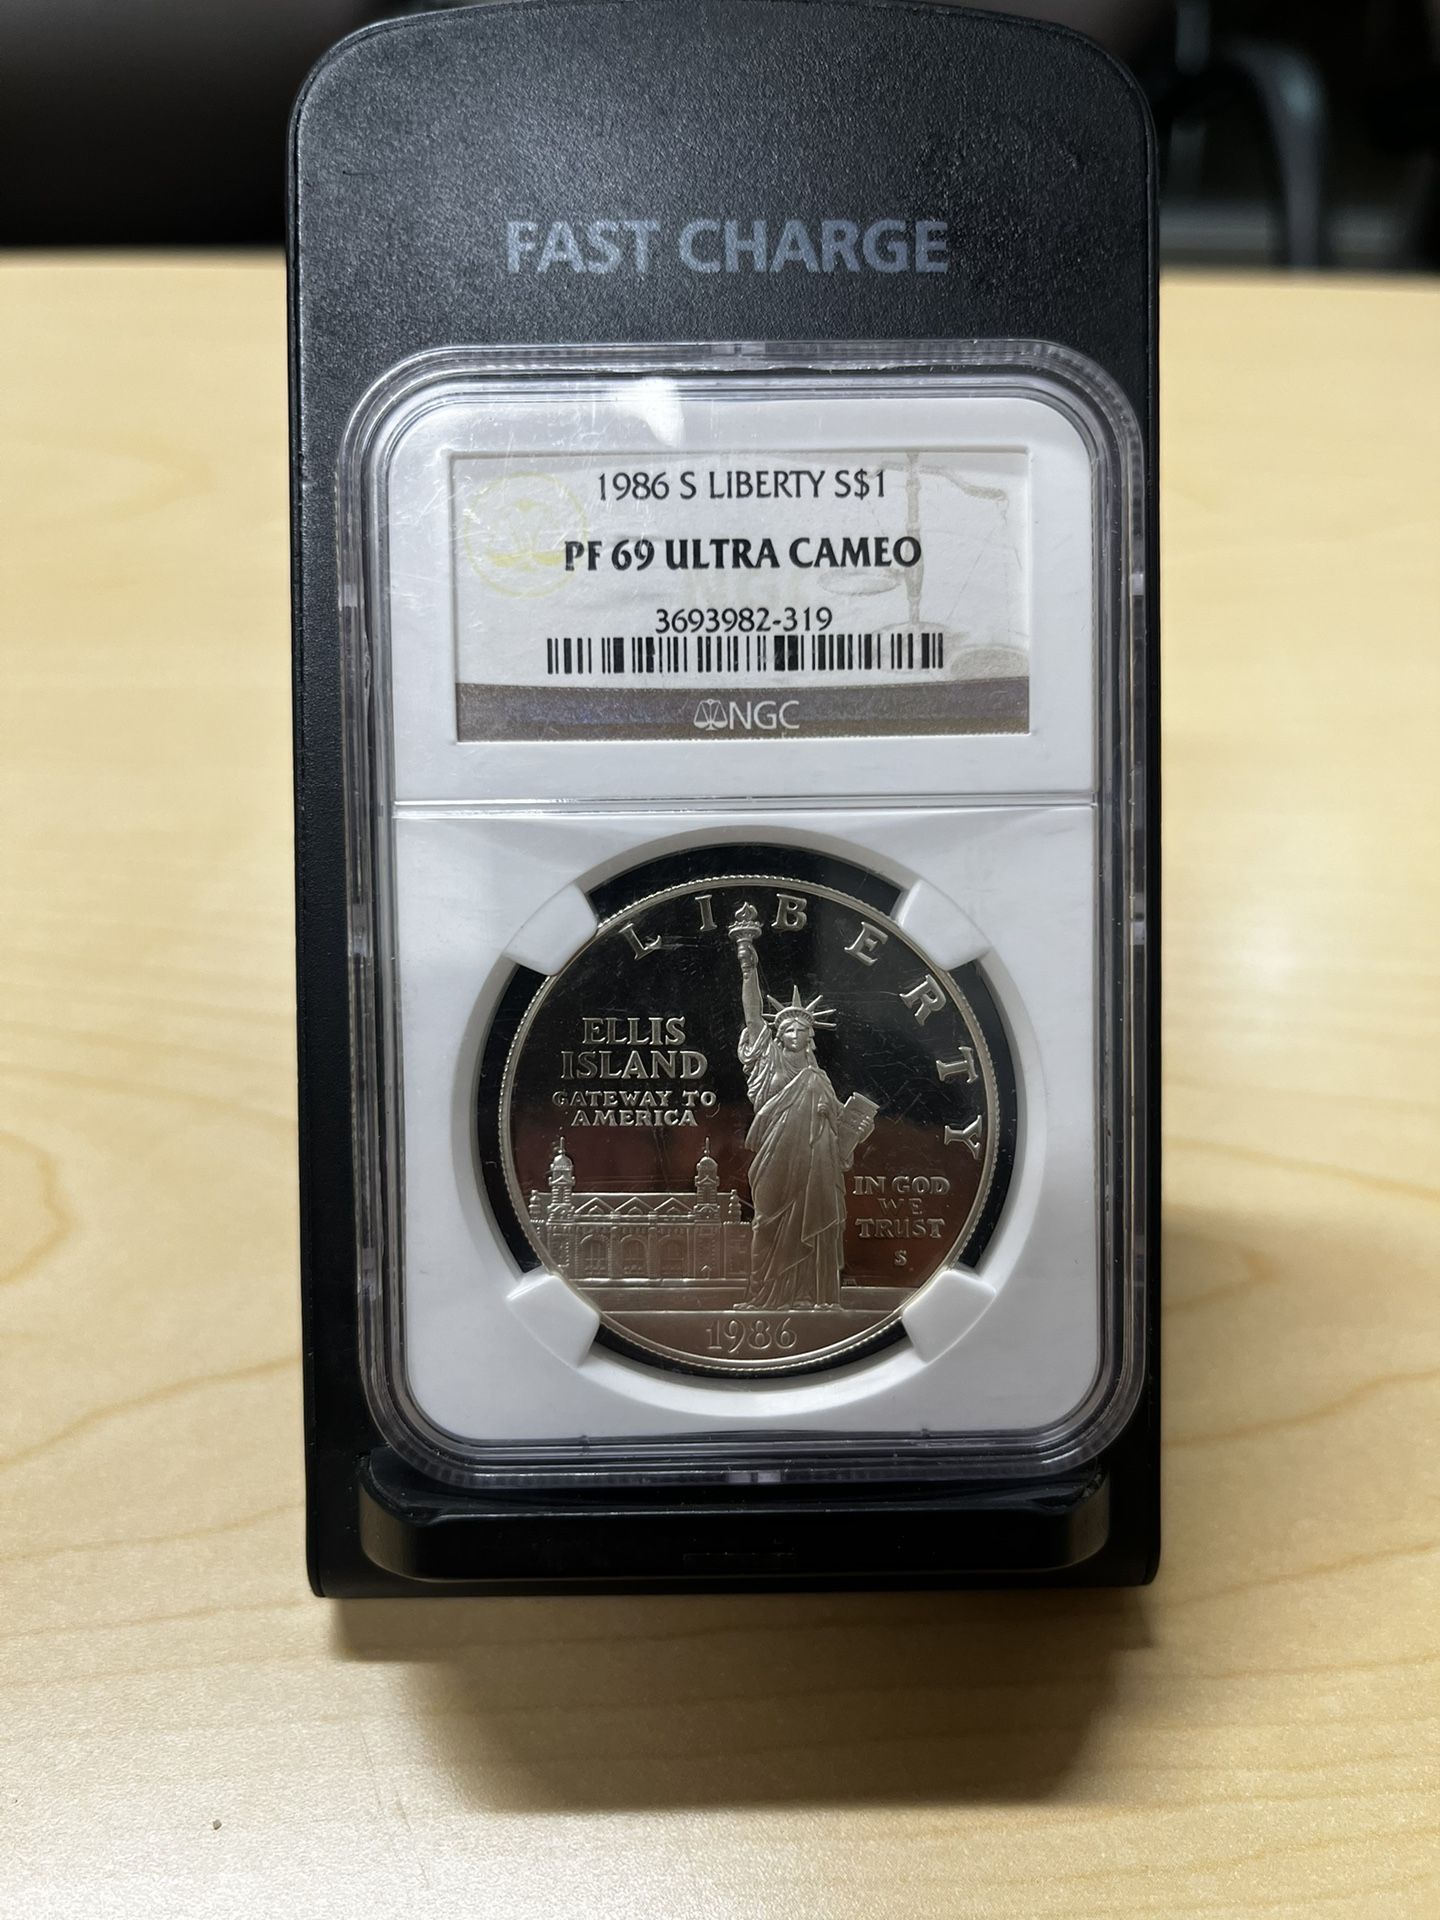 FAST CHARGE
1986 S LIBERTY S$1
PF 69 ULTRA CAMEO
3693982-319
NGC
LIBERTY
ELLIS
ISLAND
GATEWAY TO
AMERICA
IN GOD
WE
TRUST
S
1986